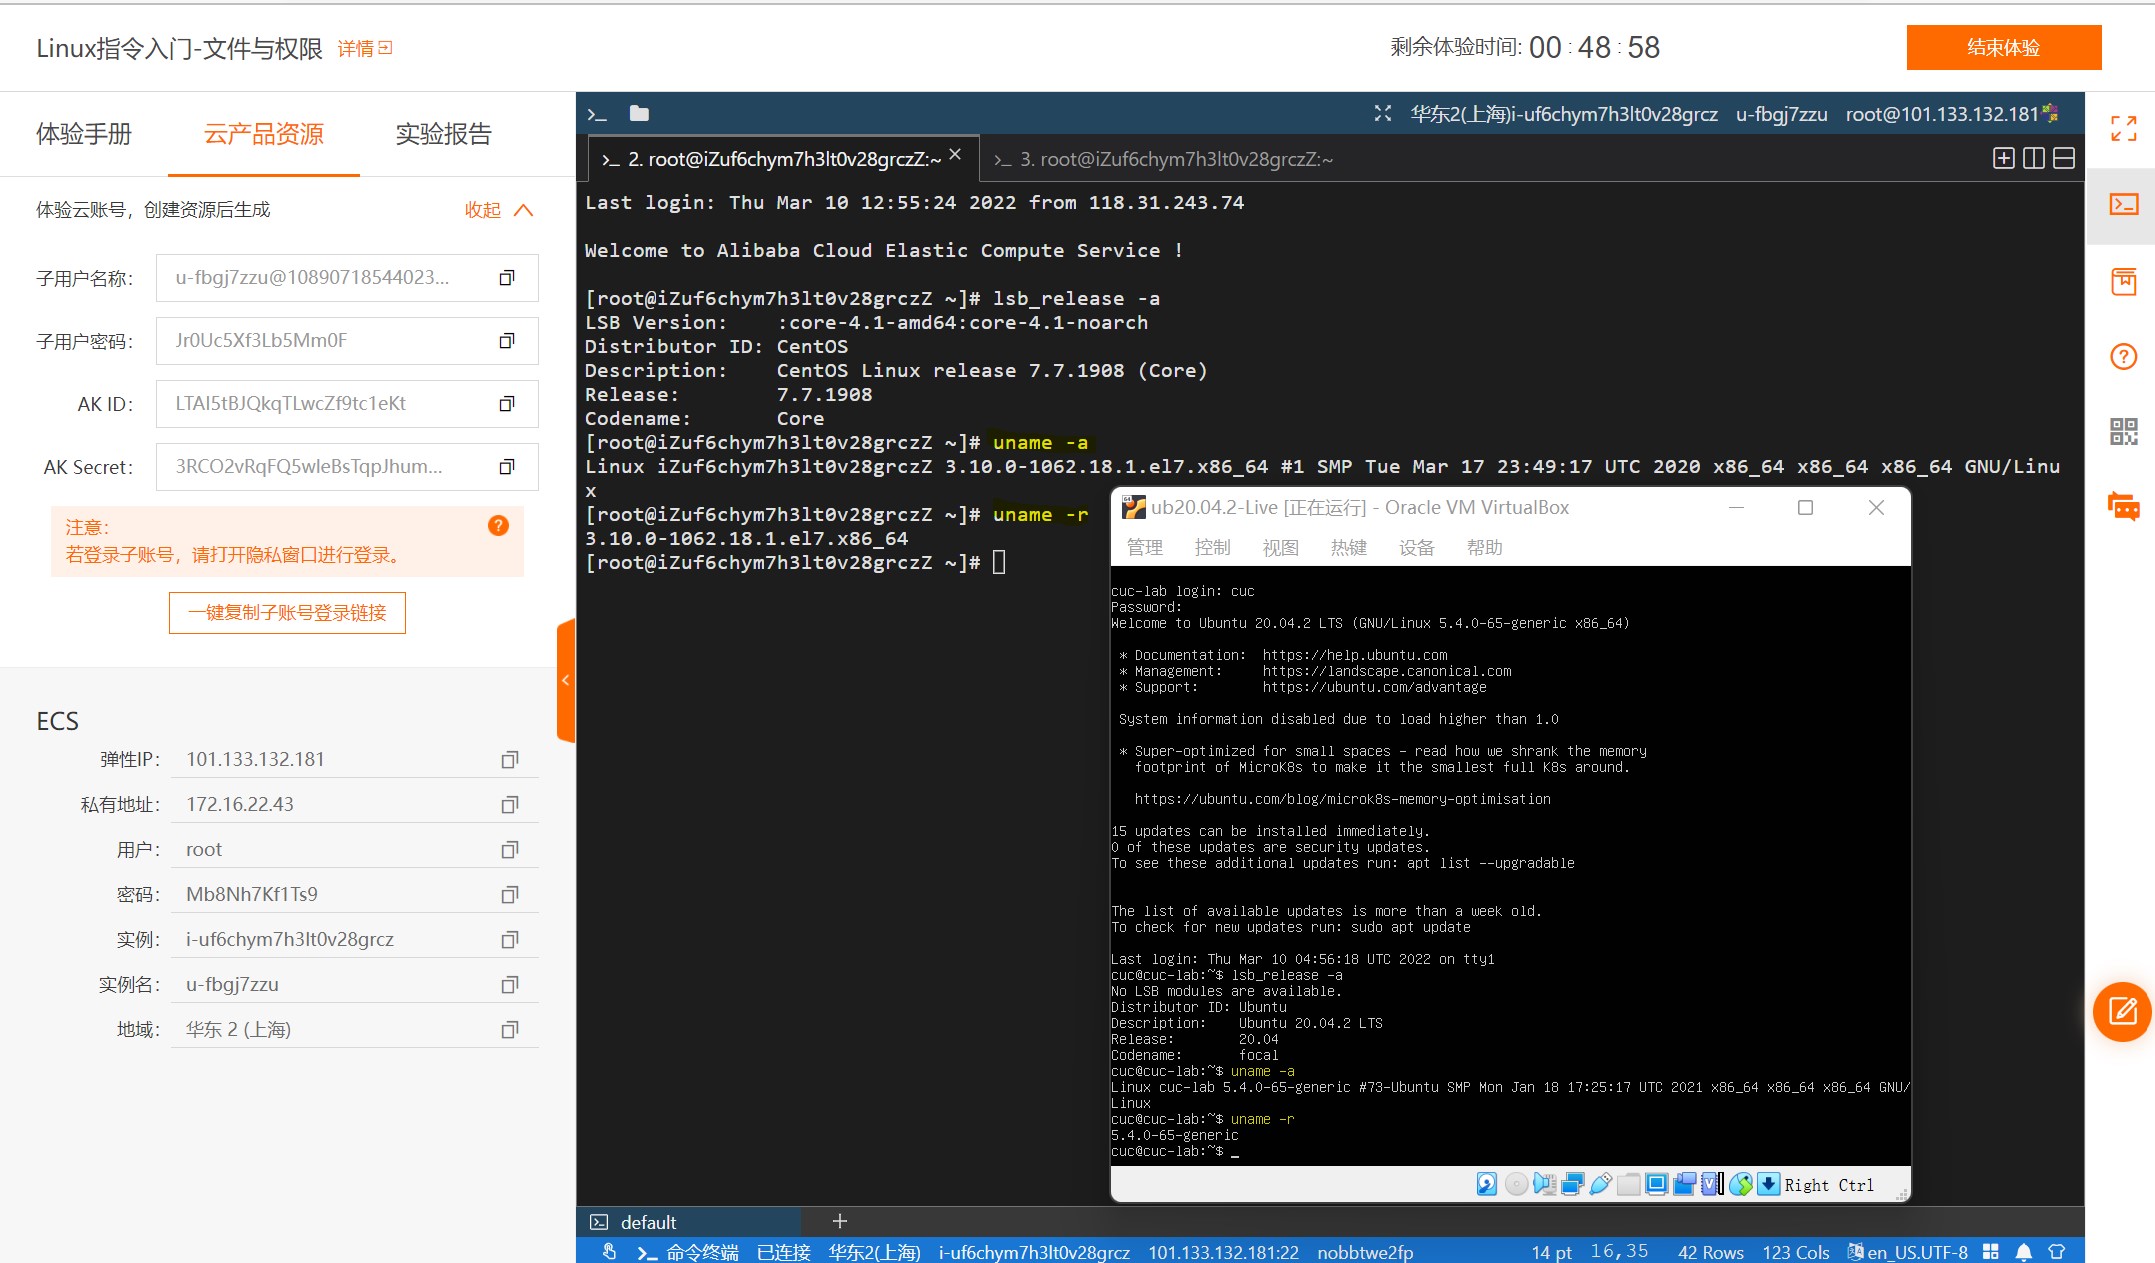 Linux指令入门-文件与权限 详情
剩余体验时间: 00 : 48 : 58
结束体验
体验手册 云产品资源 实验报告
体验云账号，创建资源后生成 收起
子用户名称: u-fbgj7zzu@10890718544023...
子用户密码: Jr0Uc5Xf3Lb5Mm0F
AK ID: LTAI5tBJQkqTLwcZf9tc1eKt
AK Secret: 3RCO2vRqFQ5wleBsTqpJhum...
注意:
若登录子账号，请打开隐私窗口进行登录。
一键复制子账号登录链接
ECS
弹性IP: 101.133.132.181
私有地址: 172.16.22.43
用户: root
密码: Mb8Nh7Kf1Ts9
实例: i-uf6chym7h3lt0v28grcz
实例名: u-fbgj7zzu
地域: 华东 2 (上海)
华东2(上海)i-uf6chym7h3lt0v28grcz u-fbgj7zzu root@101.133.132.181
2. root@iZuf6chym7h3lt0v28grczZ:~ 3. root@iZuf6chym7h3lt0v28grczZ:~
Last login: Thu Mar 10 12:55:24 2022 from 118.31.243.74
Welcome to Alibaba Cloud Elastic Compute Service !
[root@iZuf6chym7h3lt0v28grczZ ~]# lsb_release -a
LSB Version: :core-4.1-amd64:core-4.1-noarch
Distributor ID: CentOS
Description: CentOS Linux release 7.7.1908 (Core)
Release: 7.7.1908
Codename: Core
[root@iZuf6chym7h3lt0v28grczZ ~]# uname -a
Linux iZuf6chym7h3lt0v28grczZ 3.10.0-1062.18.1.el7.x86_64 #1 SMP Tue Mar 17 23:49:17 UTC 2020 x86_64 x86_64 x86_64 GNU/Linu
x
[root@iZuf6chym7h3lt0v28grczZ ~]# uname -r
3.10.0-1062.18.1.el7.x86_64
[root@iZuf6chym7h3lt0v28grczZ ~]#
ub20.04.2-Live [正在运行] - Oracle VM VirtualBox
管理 控制 视图 热键 设备 帮助
cuc-lab login: cuc
Password:
Welcome to Ubuntu 20.04.2 LTS (GNU/Linux 5.4.0-65-generic x86_64)
* Documentation: https://help.ubuntu.com
* Management: https://landscape.canonical.com
* Support: https://ubuntu.com/advantage
System information disabled due to load higher than 1.0
* Super-optimized for small spaces - read how we shrank the memory
footprint of MicroK8s to make it the smallest full K8s around.
https://ubuntu.com/blog/microk8s-memory-optimisation
15 updates can be installed immediately.
0 of these updates are security updates.
To see these additional updates run: apt list --upgradable
The list of available updates is more than a week old.
To check for new updates run: sudo apt update
Last login: Thu Mar 10 04:56:18 UTC 2022 on tty1
cuc@cuc-lab:~$ lsb_release -a
No LSB modules are available.
Distributor ID: Ubuntu
Description: Ubuntu 20.04.2 LTS
Release: 20.04
Codename: focal
cuc@cuc-lab:~$ uname -a
Linux cuc-lab 5.4.0-65-generic #73-Ubuntu SMP Mon Jan 18 17:25:17 UTC 2021 x86_64 x86_64 x86_64 GNU/
Linux
cuc@cuc-lab:~$ uname -r
5.4.0-65-generic
cuc@cuc-lab:~$ _
Right Ctrl
default
命令终端 已连接 华东2(上海) i-uf6chym7h3lt0v28grcz 101.133.132.181:22 nobbtwe2fp 14 pt 16,35 42 Rows 123 Cols en_US.UTF-8